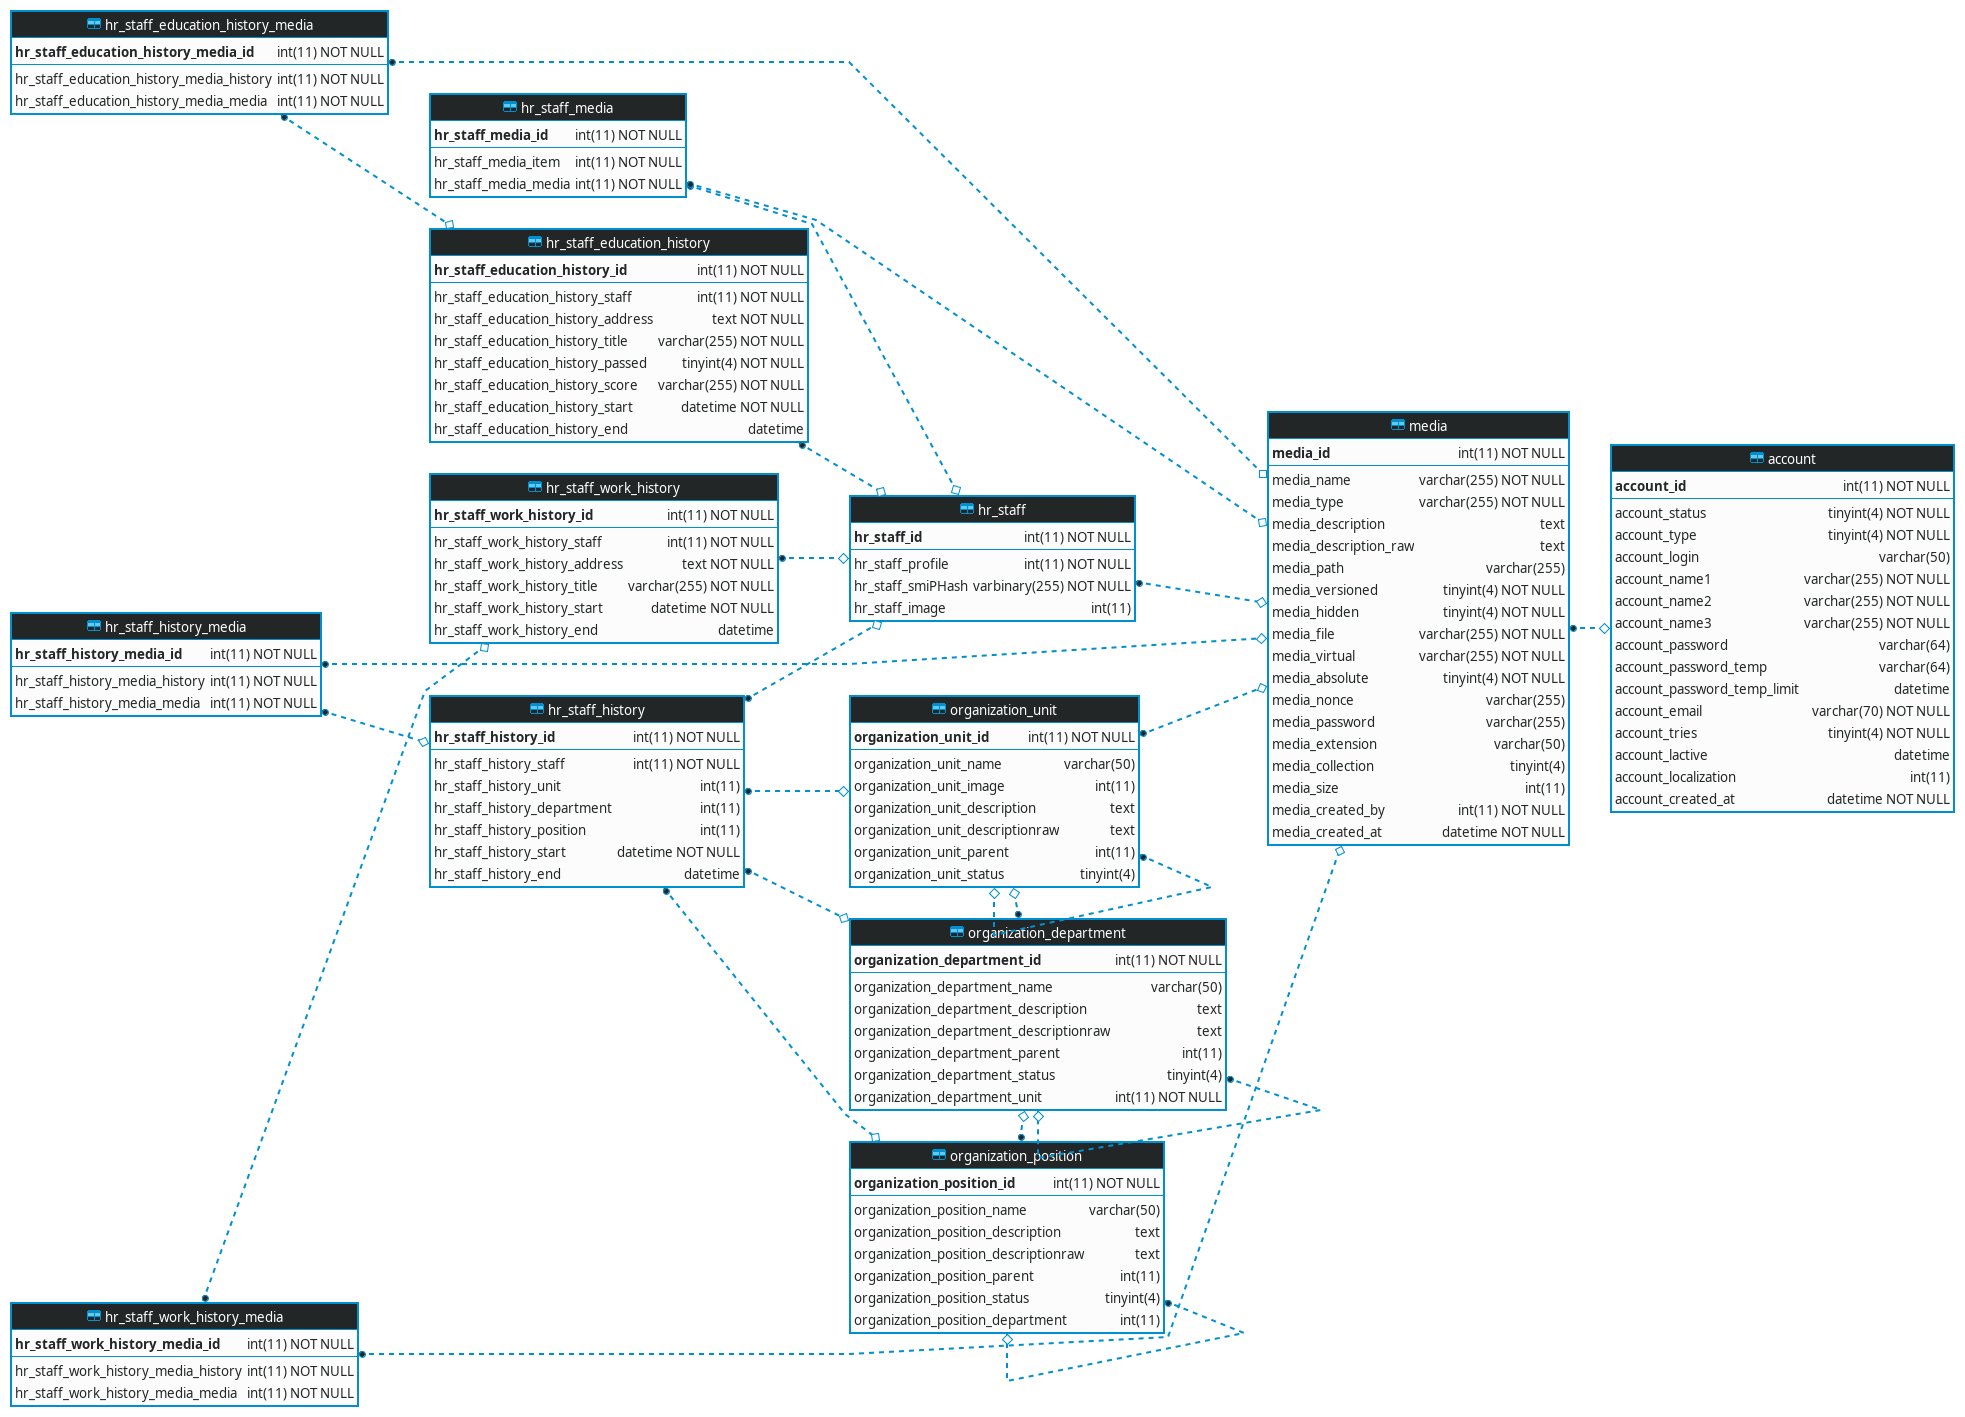 hr_staff_education_history_media
hr_staff_education_history_media_id int(11) NOT NULL
hr_staff_education_history_media_history int(11) NOT NULL
hr_staff_education_history_media_media int(11) NOT NULL
hr_staff_media
hr_staff_media_id int(11) NOT NULL
hr_staff_media_item int(11) NOT NULL
hr_staff_media_media int(11) NOT NULL
hr_staff_education_history
hr_staff_education_history_id int(11) NOT NULL
hr_staff_education_history_staff int(11) NOT NULL
hr_staff_education_history_address text NOT NULL
hr_staff_education_history_title varchar(255) NOT NULL
hr_staff_education_history_passed tinyint(4) NOT NULL
hr_staff_education_history_score varchar(255) NOT NULL
hr_staff_education_history_start datetime NOT NULL
hr_staff_education_history_end datetime
hr_staff_work_history
hr_staff_work_history_id int(11) NOT NULL
hr_staff_work_history_staff int(11) NOT NULL
hr_staff_work_history_address text NOT NULL
hr_staff_work_history_title varchar(255) NOT NULL
hr_staff_work_history_start datetime NOT NULL
hr_staff_work_history_end datetime
hr_staff
hr_staff_id int(11) NOT NULL
hr_staff_profile int(11) NOT NULL
hr_staff_smiPHash varbinary(255) NOT NULL
hr_staff_image int(11)
media
media_id int(11) NOT NULL
media_name varchar(255) NOT NULL
media_type varchar(255) NOT NULL
media_description text
media_description_raw text
media_path varchar(255)
media_versioned tinyint(4) NOT NULL
media_hidden tinyint(4) NOT NULL
media_file varchar(255) NOT NULL
media_virtual varchar(255) NOT NULL
media_absolute tinyint(4) NOT NULL
media_nonce varchar(255)
media_password varchar(255)
media_extension varchar(50)
media_collection tinyint(4)
media_size int(11)
media_created_by int(11) NOT NULL
media_created_at datetime NOT NULL
account
account_id int(11) NOT NULL
account_status tinyint(4) NOT NULL
account_type tinyint(4) NOT NULL
account_login varchar(50)
account_name1 varchar(255) NOT NULL
account_name2 varchar(255) NOT NULL
account_name3 varchar(255) NOT NULL
account_password varchar(64)
account_password_temp varchar(64)
account_password_temp_limit datetime
account_email varchar(70) NOT NULL
account_tries tinyint(4) NOT NULL
account_lactive datetime
account_localization int(11)
account_created_at datetime NOT NULL
hr_staff_history_media
hr_staff_history_media_id int(11) NOT NULL
hr_staff_history_media_history int(11) NOT NULL
hr_staff_history_media_media int(11) NOT NULL
hr_staff_history
hr_staff_history_id int(11) NOT NULL
hr_staff_history_staff int(11) NOT NULL
hr_staff_history_unit int(11)
hr_staff_history_department int(11)
hr_staff_history_position int(11)
hr_staff_history_start datetime NOT NULL
hr_staff_history_end datetime
organization_unit
organization_unit_id int(11) NOT NULL
organization_unit_name varchar(50)
organization_unit_image int(11)
organization_unit_description text
organization_unit_descriptionraw text
organization_unit_parent int(11)
organization_unit_status tinyint(4)
organization_department
organization_department_id int(11) NOT NULL
organization_department_name varchar(50)
organization_department_description text
organization_department_descriptionraw text
organization_department_parent int(11)
organization_department_status tinyint(4)
organization_department_unit int(11) NOT NULL
organization_position
organization_position_id int(11) NOT NULL
organization_position_name varchar(50)
organization_position_description text
organization_position_descriptionraw text
organization_position_parent int(11)
organization_position_status tinyint(4)
organization_position_department int(11)
hr_staff_work_history_media
hr_staff_work_history_media_id int(11) NOT NULL
hr_staff_work_history_media_history int(11) NOT NULL
hr_staff_work_history_media_media int(11) NOT NULL